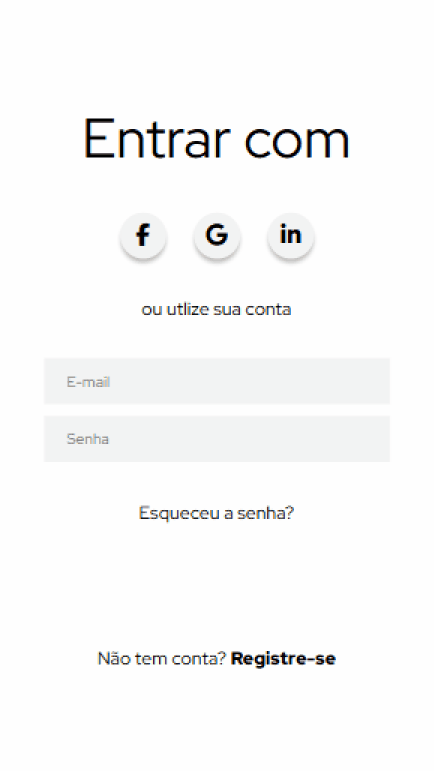 Entrar com
f G in
ou utlize sua conta
E-mail
Senha
Esqueceu a senha?
Não tem conta? Registre-se